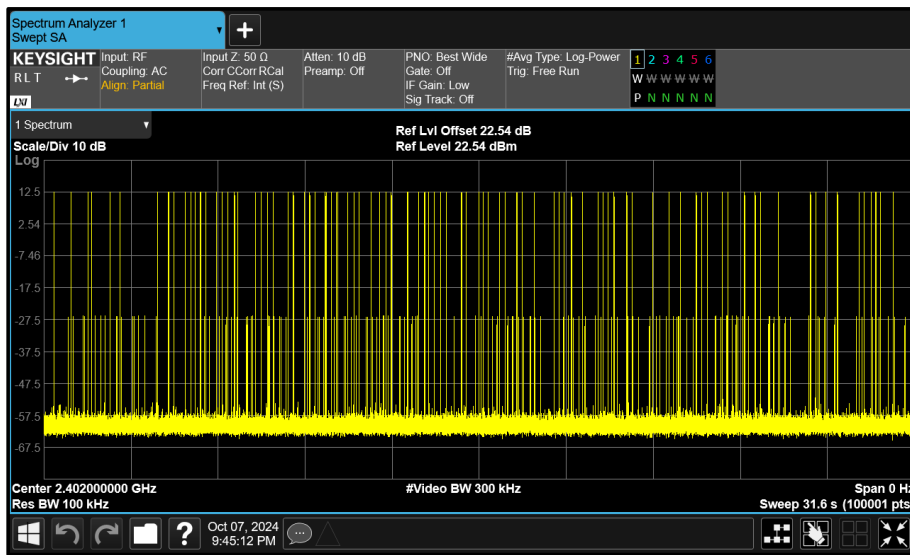 Spectrum Analyzer 1
Swept SA
KEYSIGHT
RLT
LXI
Input: RF
Coupling: AC
Align: Partial
Input Z: 50 Ω
Corr CCorr RCal
Freq Ref: Int (S)
Atten: 10 dB
Preamp: Off
PNO: Best Wide
Gate: Off
IF Gain: Low
Sig Track: Off
#Avg Type: Log-Power
Trig: Free Run
1 2 3 4 5 6
W W W W W W
P N N N N N
1 Spectrum
Scale/Div 10 dB
Ref Lvl Offset 22.54 dB
Ref Level 22.54 dBm
Log
12.5
2.54
-7.46
-17.5
-27.5
-37.5
-47.5
-57.5
-67.5
Center 2.402000000 GHz
#Video BW 300 kHz
Span 0 Hz
Res BW 100 kHz
Sweep 31.6 s (100001 pts
?
Oct 07, 2024
9:45:12 PM